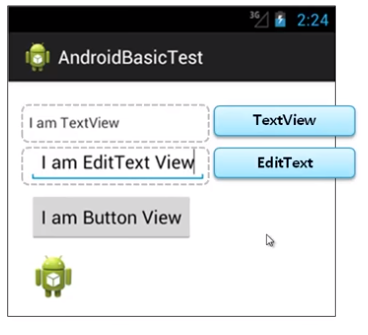 3G 2:24
AndroidBasicTest
I am TextView TextView
I am EditText View EditText
I am Button View